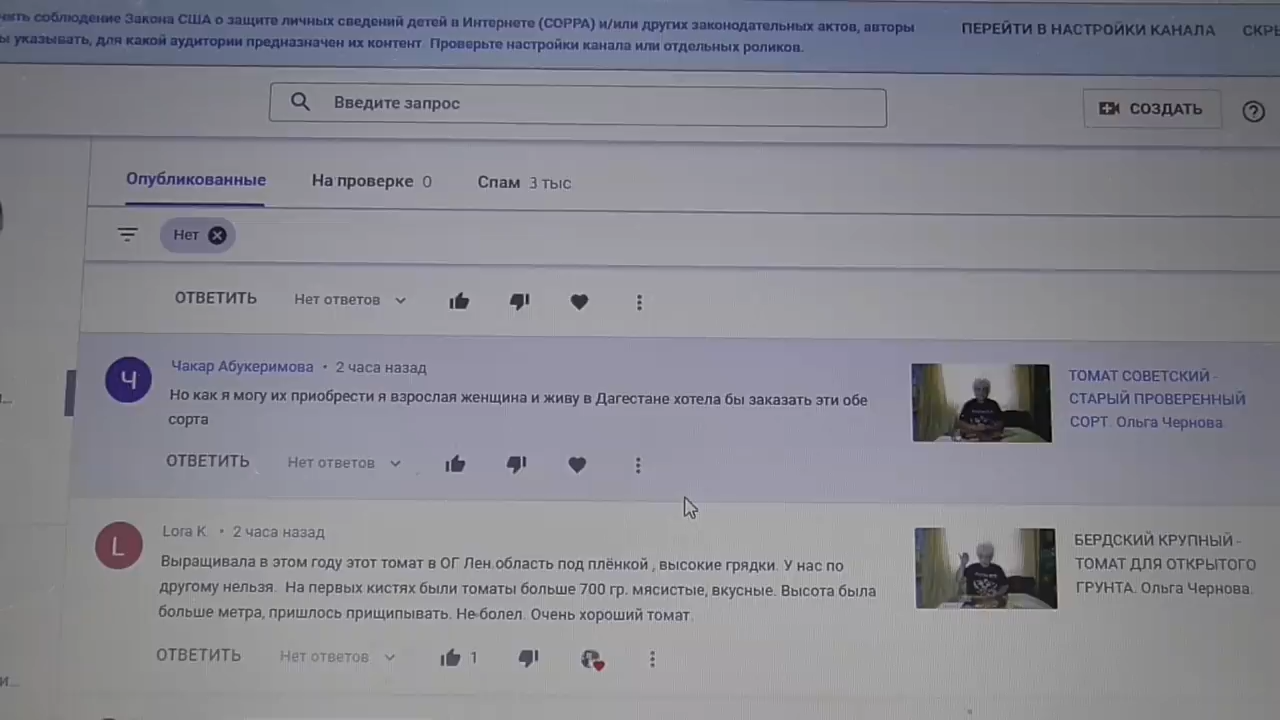 соблюдение Закона США о защите личных сведений детей в Интернете (COPPA) и/или других законодательных актов, авторы
указывать, для какой аудитории предназначен их контент. Проверьте настройки канала или отдельных роликов.
ПЕРЕЙТИ В НАСТРОЙКИ КАНАЛА
Введите запрос
СОЗДАТЬ
Опубликованные
На проверке 0
Спам 3 тыс
Нет
ОТВЕТИТЬ Нет ответов
Ч
Чакар Абукеримова • 2 часа назад
Но как я могу их приобрести я взрослая женщина и живу в Дагестане хотела бы заказать эти обе
сорта
ОТВЕТИТЬ Нет ответов
ТОМАТ СОВЕТСКИЙ -
СТАРЫЙ ПРОВЕРЕННЫЙ
СОРТ. Ольга Чернова.
L
Lora K. • 2 часа назад
Выращивала в этом году этот томат в ОГ Лен.область под плёнкой , высокие грядки. У нас по
другому нельзя. На первых кистях были томаты больше 700 гр. мясистые, вкусные. Высота была
больше метра, пришлось прищипывать. Не болел. Очень хороший томат.
ОТВЕТИТЬ Нет ответов 1
БЕРДСКИЙ КРУПНЫЙ -
ТОМАТ ДЛЯ ОТКРЫТОГО
ГРУНТА. Ольга Чернова.